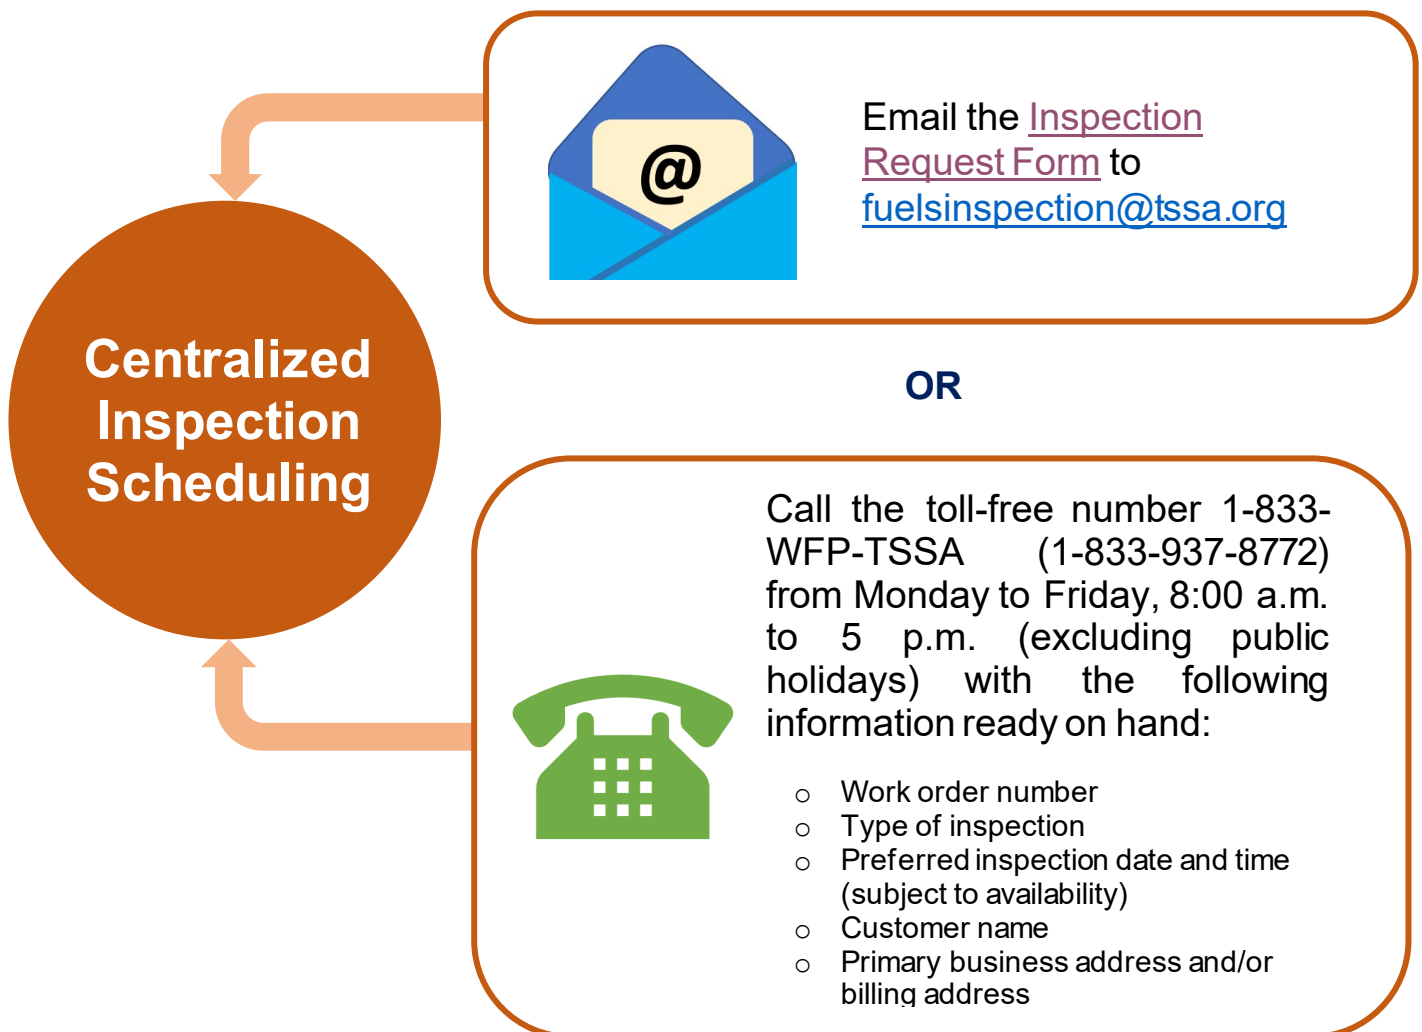 @
Email the Inspection
Request Form to
fuelsinspection@tssa.org
Centralized
Inspection
Scheduling
OR
Call the toll-free number 1-833-
WFP-TSSA (1-833-937-8772)
from Monday to Friday, 8:00 a.m.
to 5 p.m. (excluding public
holidays) with the following
information ready on hand:
o Work order number
o Type of inspection
o Preferred inspection date and time
(subject to availability)
o Customer name
o Primary business address and/or
billing address